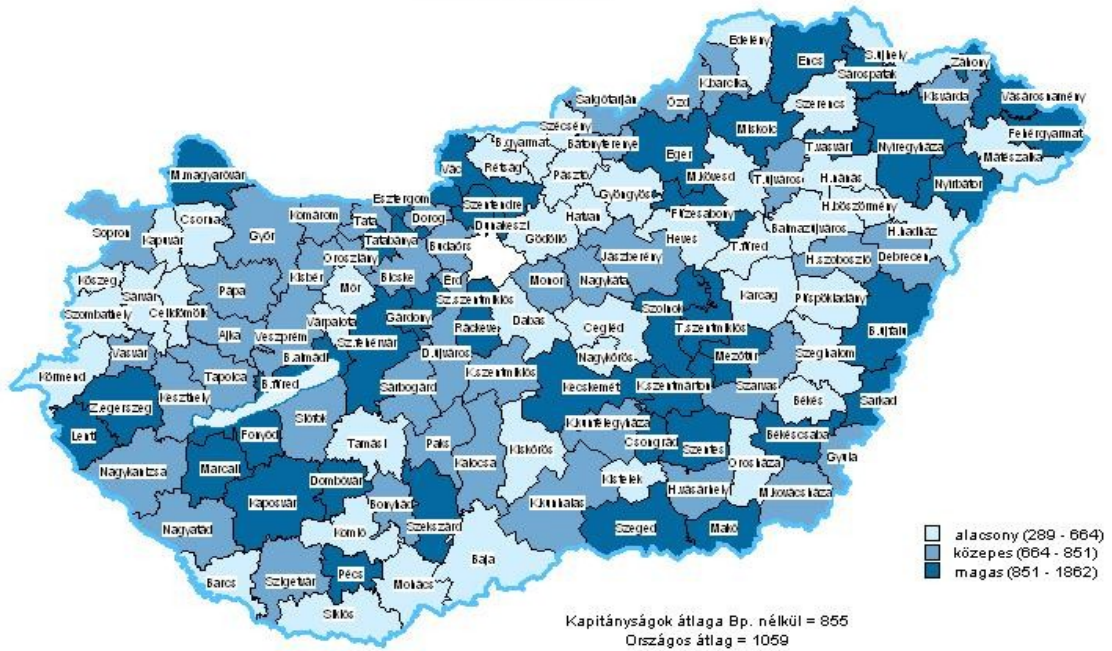 Edelény
Encs
S.újhely
Záhony
Sárospatak
K.barcika
Kisvárda
Vásárosnamény
Salgótarján
Ózd
Szerencs
Szécsény
Miskolc
Fehérgyarmat
B.gyarmat
Bátonyterenye
T.vasvári
Nyíregyháza
Mátészalka
Vác
Rétság
Eger
M.magyaróvár
Pásztó
M.kövesd
T.újváros
H.nánás
Nyírbátor
Esztergom
Szentendre
Gyöngyös
H.böszörmény
Csorna
Komárom
Tata
Dorog
Dunakeszi
Hatvan
Füzesabony
Sopron
Kapuvár
Győr
Tatabánya
Budaörs
Gödöllő
Heves
Balmazújváros
H.hadház
Oroszlány
T.füred
Kőszeg
Kisbér
Bicske
Érd
Monor
Jászberény
H.szoboszló
Debrecen
Sárvár
Pápa
Mór
Nagykáta
Szombathely
Celldömölk
Várpalota
Gárdony
Sz.szentmiklós
Karcag
Püspökladány
Ráckeve
Dabas
Szolnok
Vasvár
Ajka
Veszprém
Sz.fehérvár
Cegléd
T.szentmiklós
B.újfalu
Körmend
B.almádi
D.újváros
Nagykőrös
Mezőtúr
Szeghalom
Tapolca
B.füred
Sárbogárd
K.szentmiklós
Kecskemét
K.szentmárton
Szarvas
Z.egerszeg
Keszthely
Békés
Sarkad
Lenti
Fonyód
Siófok
K.kunfélegyháza
Tamási
Paks
Kiskőrös
Csongrád
Szentes
Békéscsaba
Nagykanizsa
Marcali
Kalocsa
Orosháza
Gyula
Dombóvár
Kistelek
Kaposvár
Bonyhád
H.vásárhely
M.kovácsháza
Nagyatád
K.kunhalas
Komló
Szekszárd
Szeged
Makó
Baja
Barcs
Szigetvár
Pécs
Mohács
Siklós
alacsony (289 - 664)
közepes (664 - 851)
magas (851 - 1862)
Kapitányságok átlaga Bp. nélkül = 855
Országos átlag = 1059